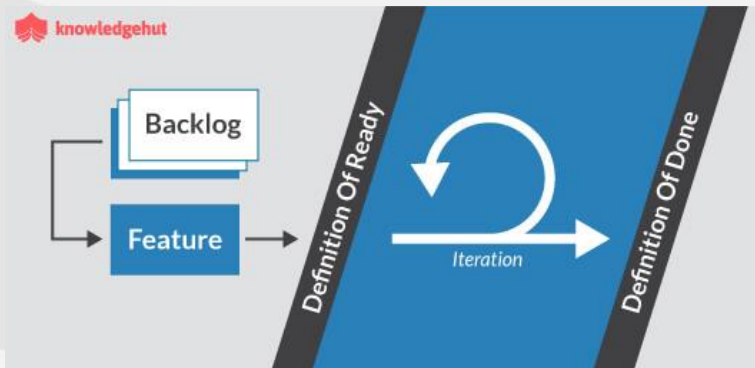 knowledgehut
Backlog
Feature
Definition Of Ready
Iteration
Definition Of Done